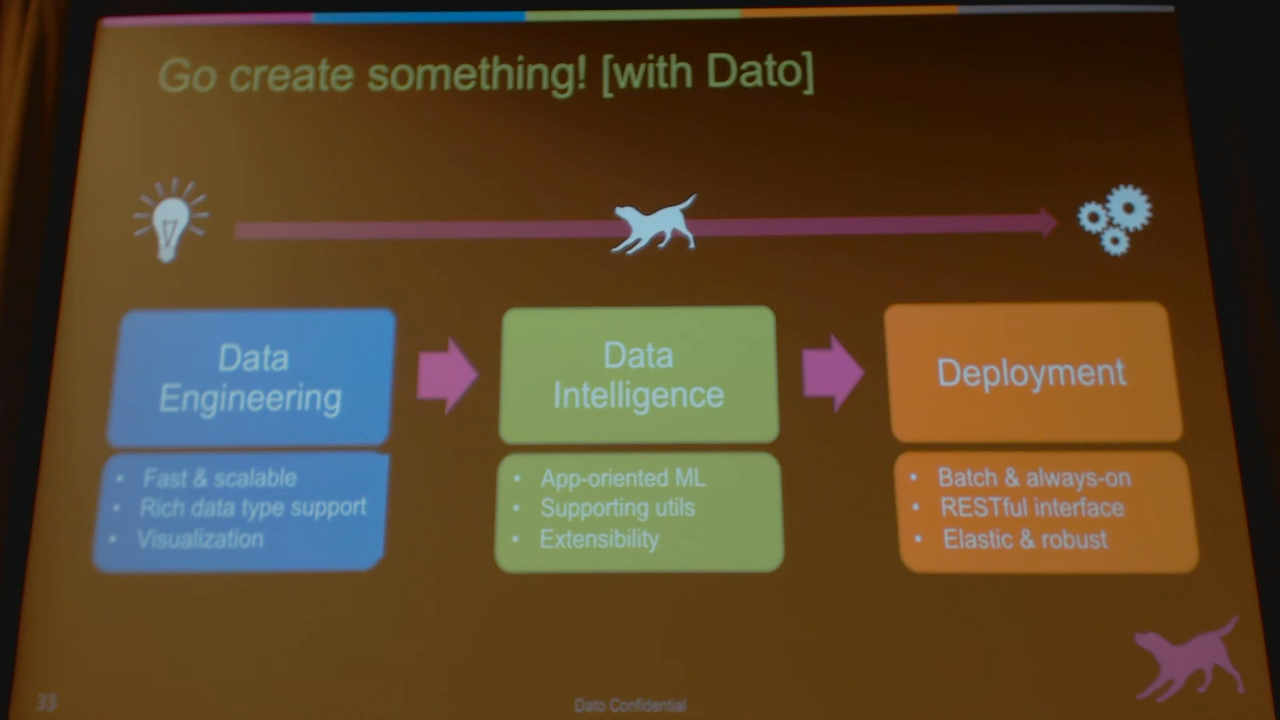 Go create something! [with Dato]
Data
Engineering
• Fast & scalable
• Rich data type support
• Visualization
Data
Intelligence
• App-oriented ML
• Supporting utils
• Extensibility
Deployment
• Batch & always-on
• RESTful interface
• Elastic & robust
33
Dato Confidential